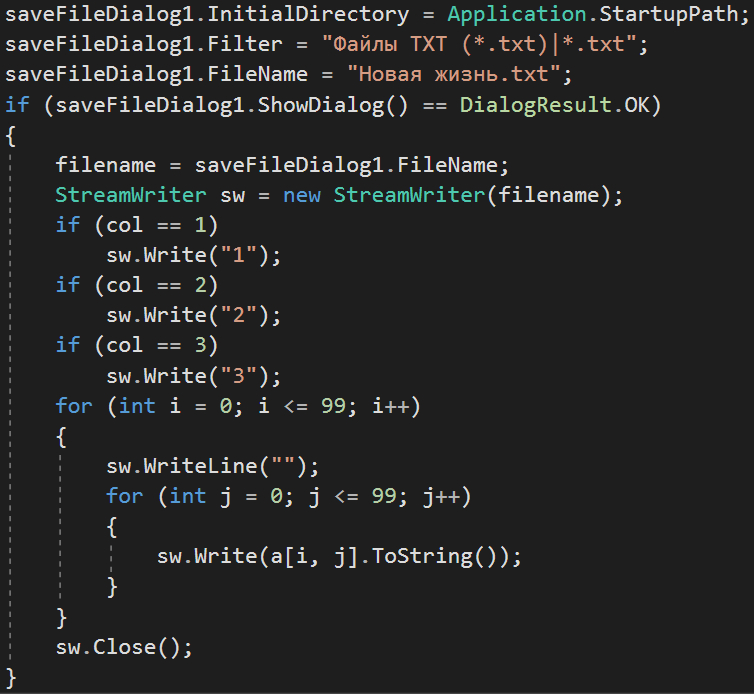 saveFileDialog1.InitialDirectory = Application.StartupPath;
saveFileDialog1.Filter = "Файлы TXT (*.txt)|*.txt";
saveFileDialog1.FileName = "Новая жизнь.txt";
if (saveFileDialog1.ShowDialog() == DialogResult.OK)
{
    filename = saveFileDialog1.FileName;
    StreamWriter sw = new StreamWriter(filename);
    if (col == 1)
        sw.Write("1");
    if (col == 2)
        sw.Write("2");
    if (col == 3)
        sw.Write("3");
    for (int i = 0; i <= 99; i++)
    {
        sw.WriteLine("");
        for (int j = 0; j <= 99; j++)
        {
            sw.Write(a[i, j].ToString());
        }
    }
    sw.Close();
}